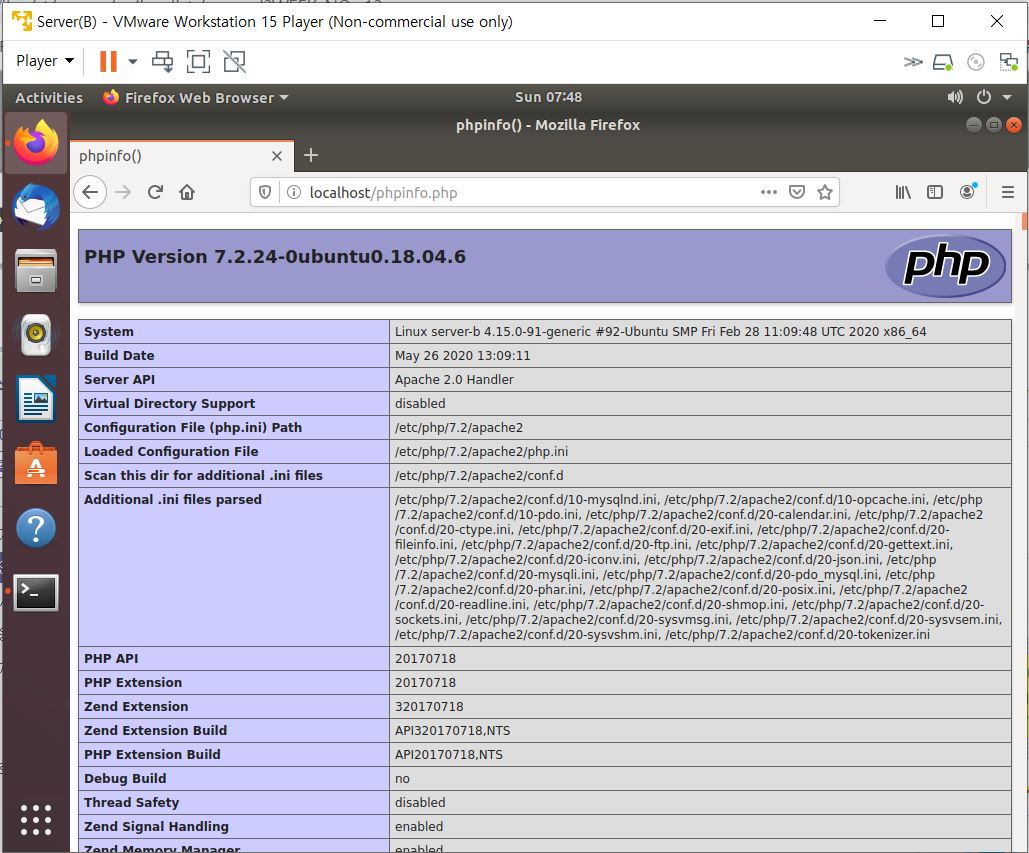 Server(B) - VMware Workstation 15 Player (Non-commercial use only)
Player
Activities Firefox Web Browser Sun 07:48
phpinfo() - Mozilla Firefox
phpinfo()
localhost/phpinfo.php
PHP Version 7.2.24-0ubuntu0.18.04.6
php
System Linux server-b 4.15.0-91-generic #92-Ubuntu SMP Fri Feb 28 11:09:48 UTC 2020 x86_64
Build Date May 26 2020 13:09:11
Server API Apache 2.0 Handler
Virtual Directory Support disabled
Configuration File (php.ini) Path /etc/php/7.2/apache2
Loaded Configuration File /etc/php/7.2/apache2/php.ini
Scan this dir for additional .ini files /etc/php/7.2/apache2/conf.d
Additional .ini files parsed /etc/php/7.2/apache2/conf.d/10-mysqlnd.ini, /etc/php/7.2/apache2/conf.d/10-opcache.ini, /etc/php
/7.2/apache2/conf.d/10-pdo.ini, /etc/php/7.2/apache2/conf.d/20-calendar.ini, /etc/php/7.2/apache2
/conf.d/20-ctype.ini, /etc/php/7.2/apache2/conf.d/20-exif.ini, /etc/php/7.2/apache2/conf.d/20-
fileinfo.ini, /etc/php/7.2/apache2/conf.d/20-ftp.ini, /etc/php/7.2/apache2/conf.d/20-gettext.ini,
/etc/php/7.2/apache2/conf.d/20-iconv.ini, /etc/php/7.2/apache2/conf.d/20-json.ini, /etc/php
/7.2/apache2/conf.d/20-mysqli.ini, /etc/php/7.2/apache2/conf.d/20-pdo_mysql.ini, /etc/php
/7.2/apache2/conf.d/20-phar.ini, /etc/php/7.2/apache2/conf.d/20-posix.ini, /etc/php/7.2/apache2
/conf.d/20-readline.ini, /etc/php/7.2/apache2/conf.d/20-shmop.ini, /etc/php/7.2/apache2/conf.d/20-
sockets.ini, /etc/php/7.2/apache2/conf.d/20-sysvmsg.ini, /etc/php/7.2/apache2/conf.d/20-sysvsem.ini,
/etc/php/7.2/apache2/conf.d/20-sysvshm.ini, /etc/php/7.2/apache2/conf.d/20-tokenizer.ini
PHP API 20170718
PHP Extension 20170718
Zend Extension 320170718
Zend Extension Build API320170718,NTS
PHP Extension Build API20170718,NTS
Debug Build no
Thread Safety disabled
Zend Signal Handling enabled
Zend Memory Manager enabled